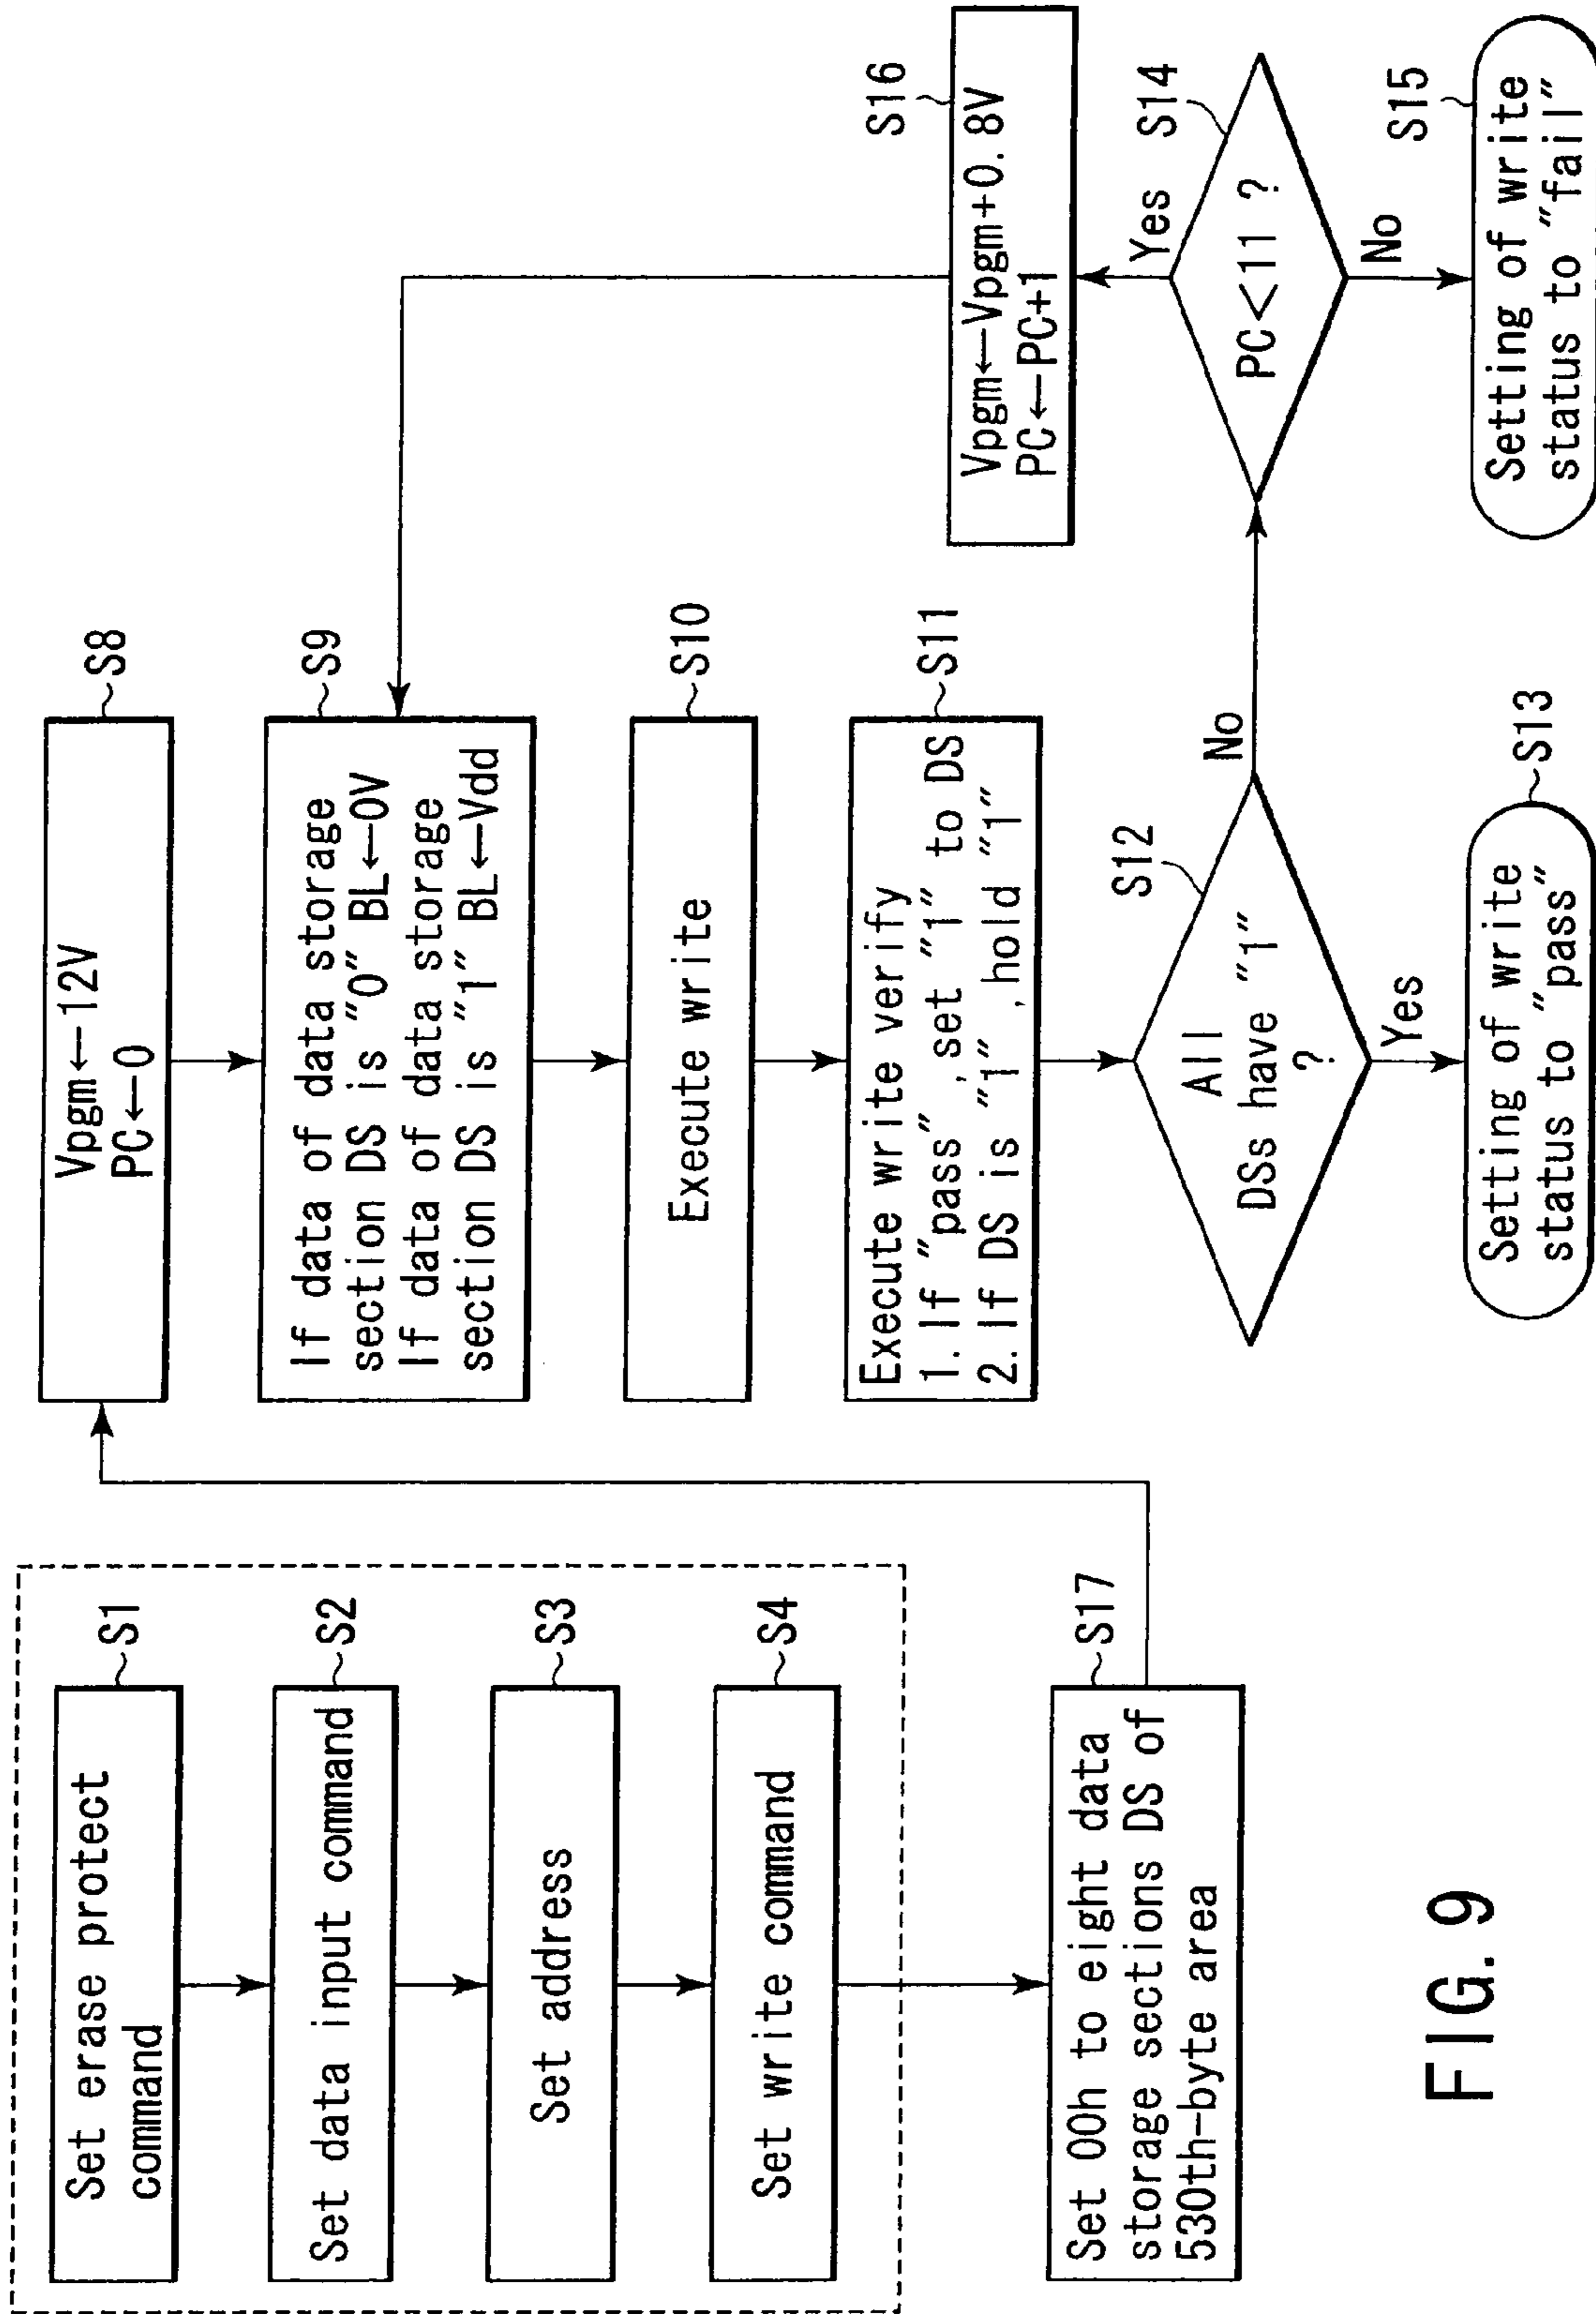 Set erase protect
command
S1
Set data input command
S2
Set address
S3
Set write command
S4
Set 00h to eight data
storage sections DS of
530th-byte area
S17
Vpgm←12V
PC←0
S8
If data of data storage
section DS is "0" BL←0V
If data of data storage
section DS is "1" BL←Vdd
S9
Execute write
S10
Execute write verify
1. If "pass", set "1" to DS
2. If DS is "1", hold "1"
S11
All
DSs have "1"
?
S12
No
Yes
Setting of write
status to "pass"
S13
Vpgm←Vpgm+0.8V
PC←PC+1
S16
Yes
PC<11 ?
S14
No
Setting of write
status to "fail"
S15
FIG. 9